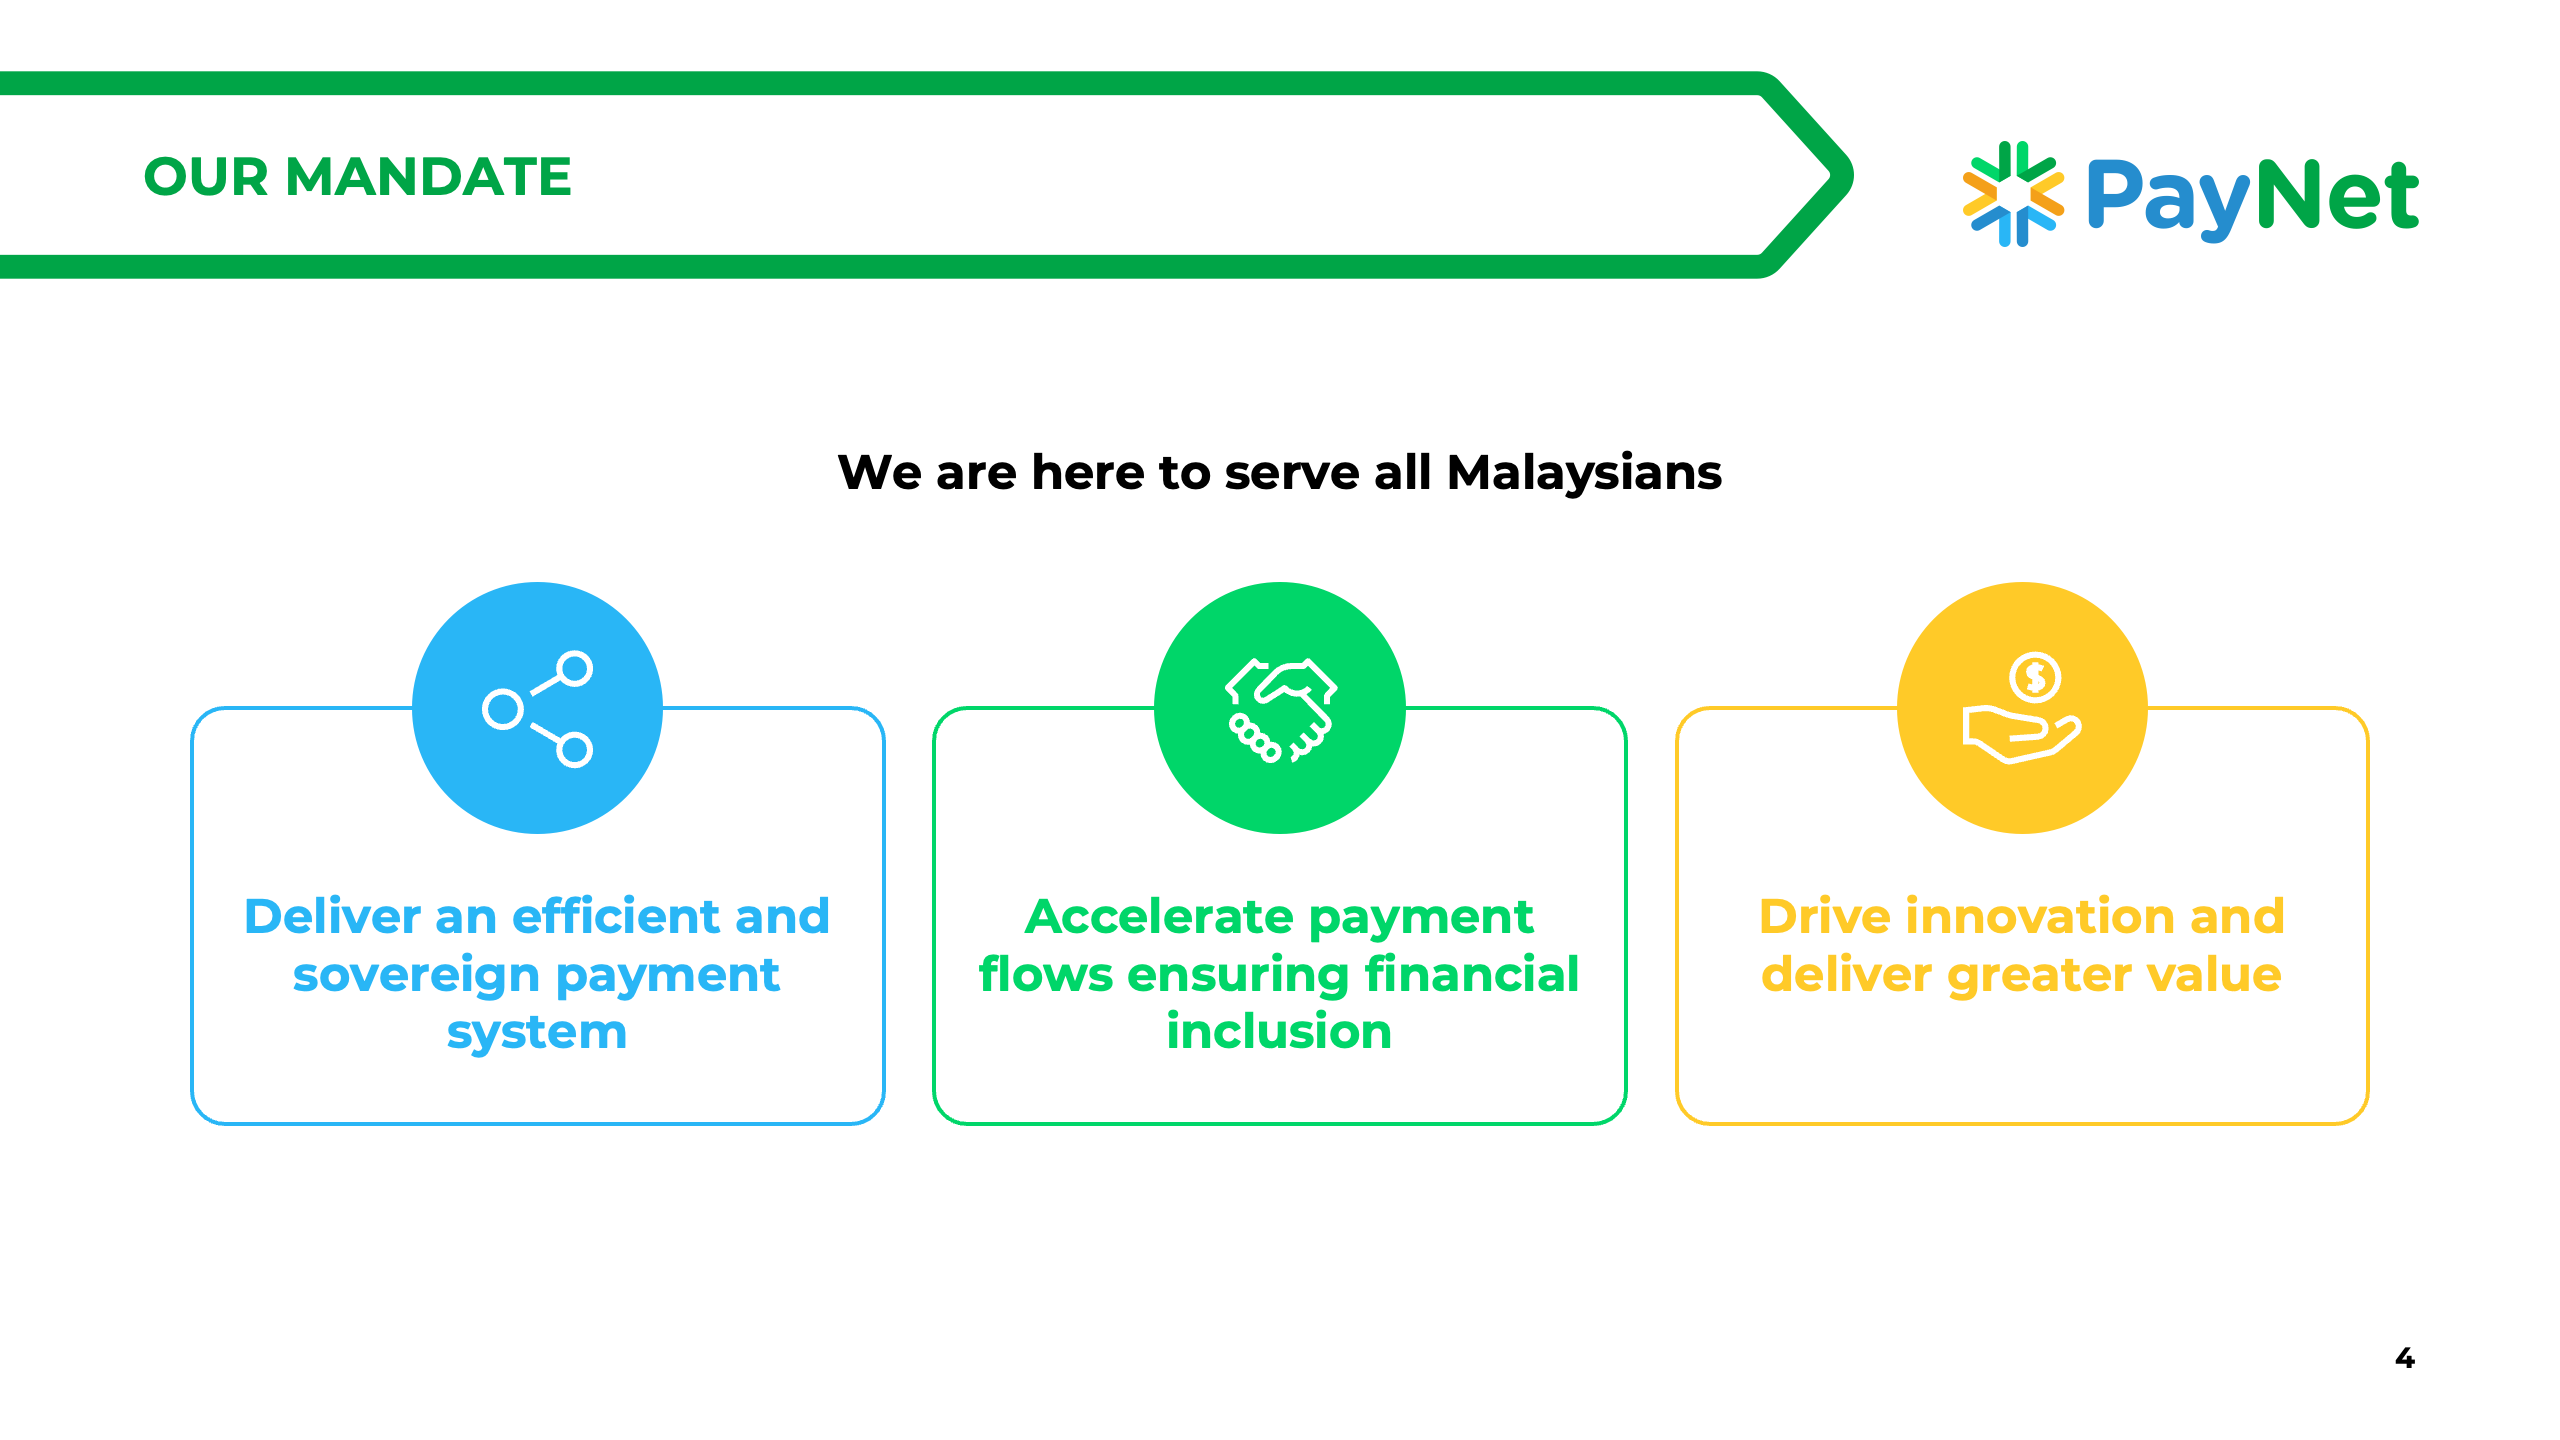 OUR MANDATE
PayNet
We are here to serve all Malaysians
$
Deliver an efficient and
sovereign payment
system
Accelerate payment
flows ensuring financial
inclusion
Drive innovation and
deliver greater value
4